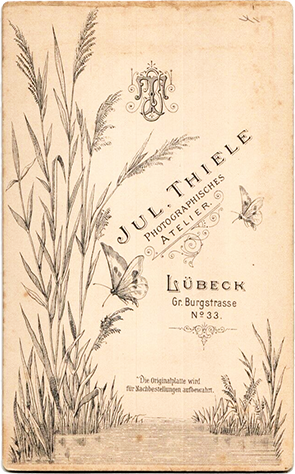 JUL. THIELE
PHOTOGRAPHISCHES
ATELIER.
LÜBECK
Gr. Burgstrasse
No 33.
Die Originalplatte wird
für Nachbestellungen aufbewahrt.